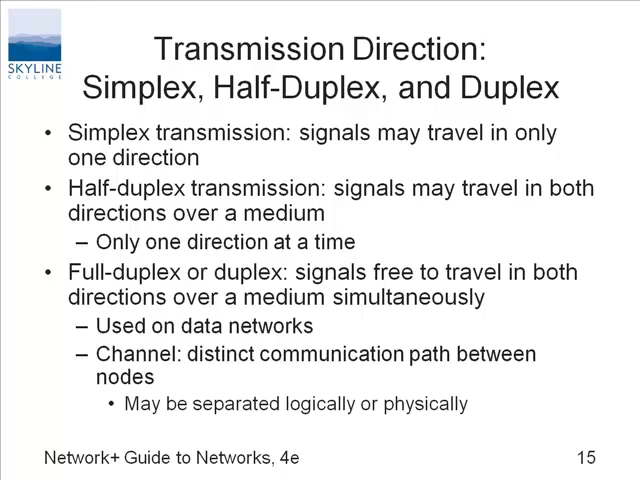 SKYLINE
COLLEGE
Transmission Direction:
Simplex, Half-Duplex, and Duplex
• Simplex transmission: signals may travel in only
one direction
• Half-duplex transmission: signals may travel in both
directions over a medium
– Only one direction at a time
• Full-duplex or duplex: signals free to travel in both
directions over a medium simultaneously
– Used on data networks
– Channel: distinct communication path between
nodes
• May be separated logically or physically
Network+ Guide to Networks, 4e
15